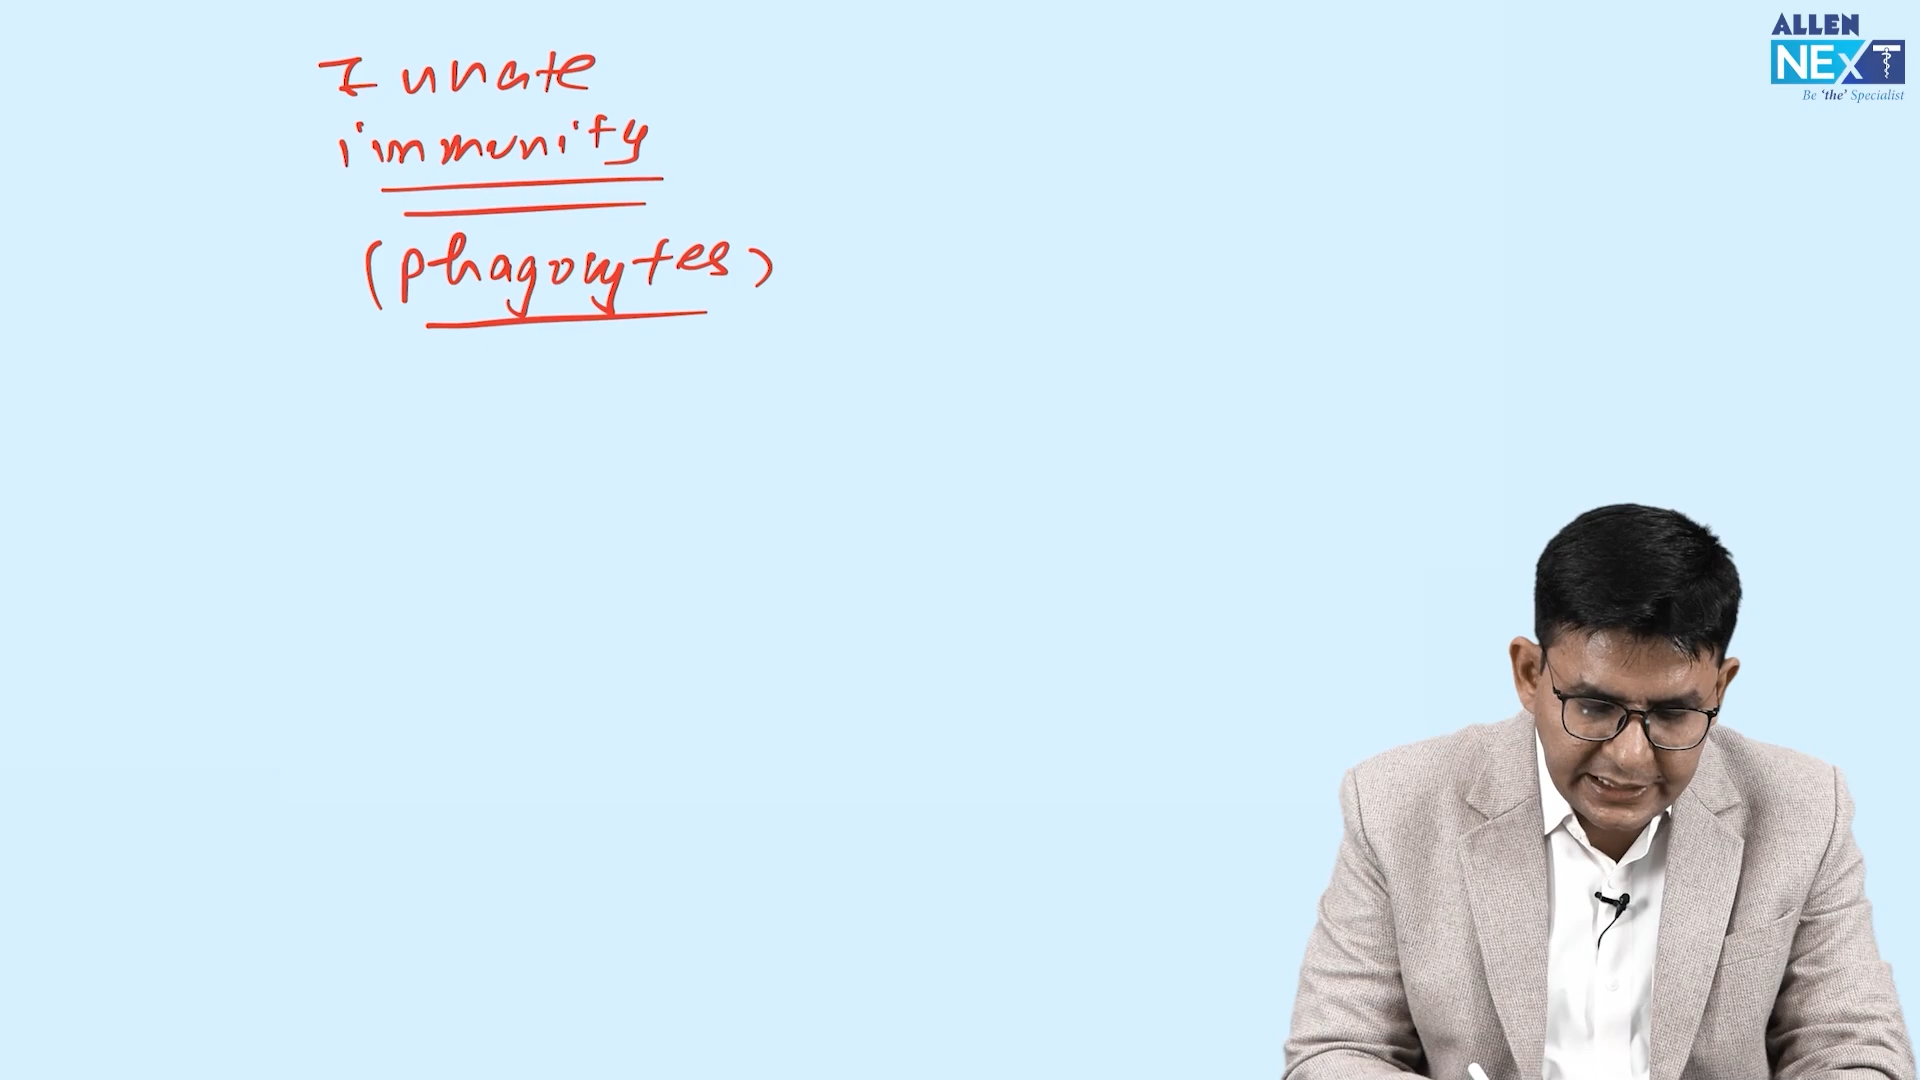 Innate
immunity
(phagocytes)
ALLEN
NEXT
Be 'the' Specialist